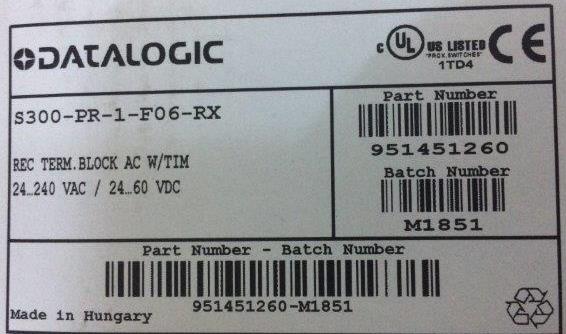 DATALOGIC
c UL US LISTED CE
"PROX. SWITCHES"
1TD4
S300-PR-1-F06-RX
REC TERM.BLOCK AC W/TIM
24…240 VAC / 24…60 VDC
Part Number
951451260
Batch Number
M1851
Part Number - Batch Number
951451260-M1851
Made in Hungary